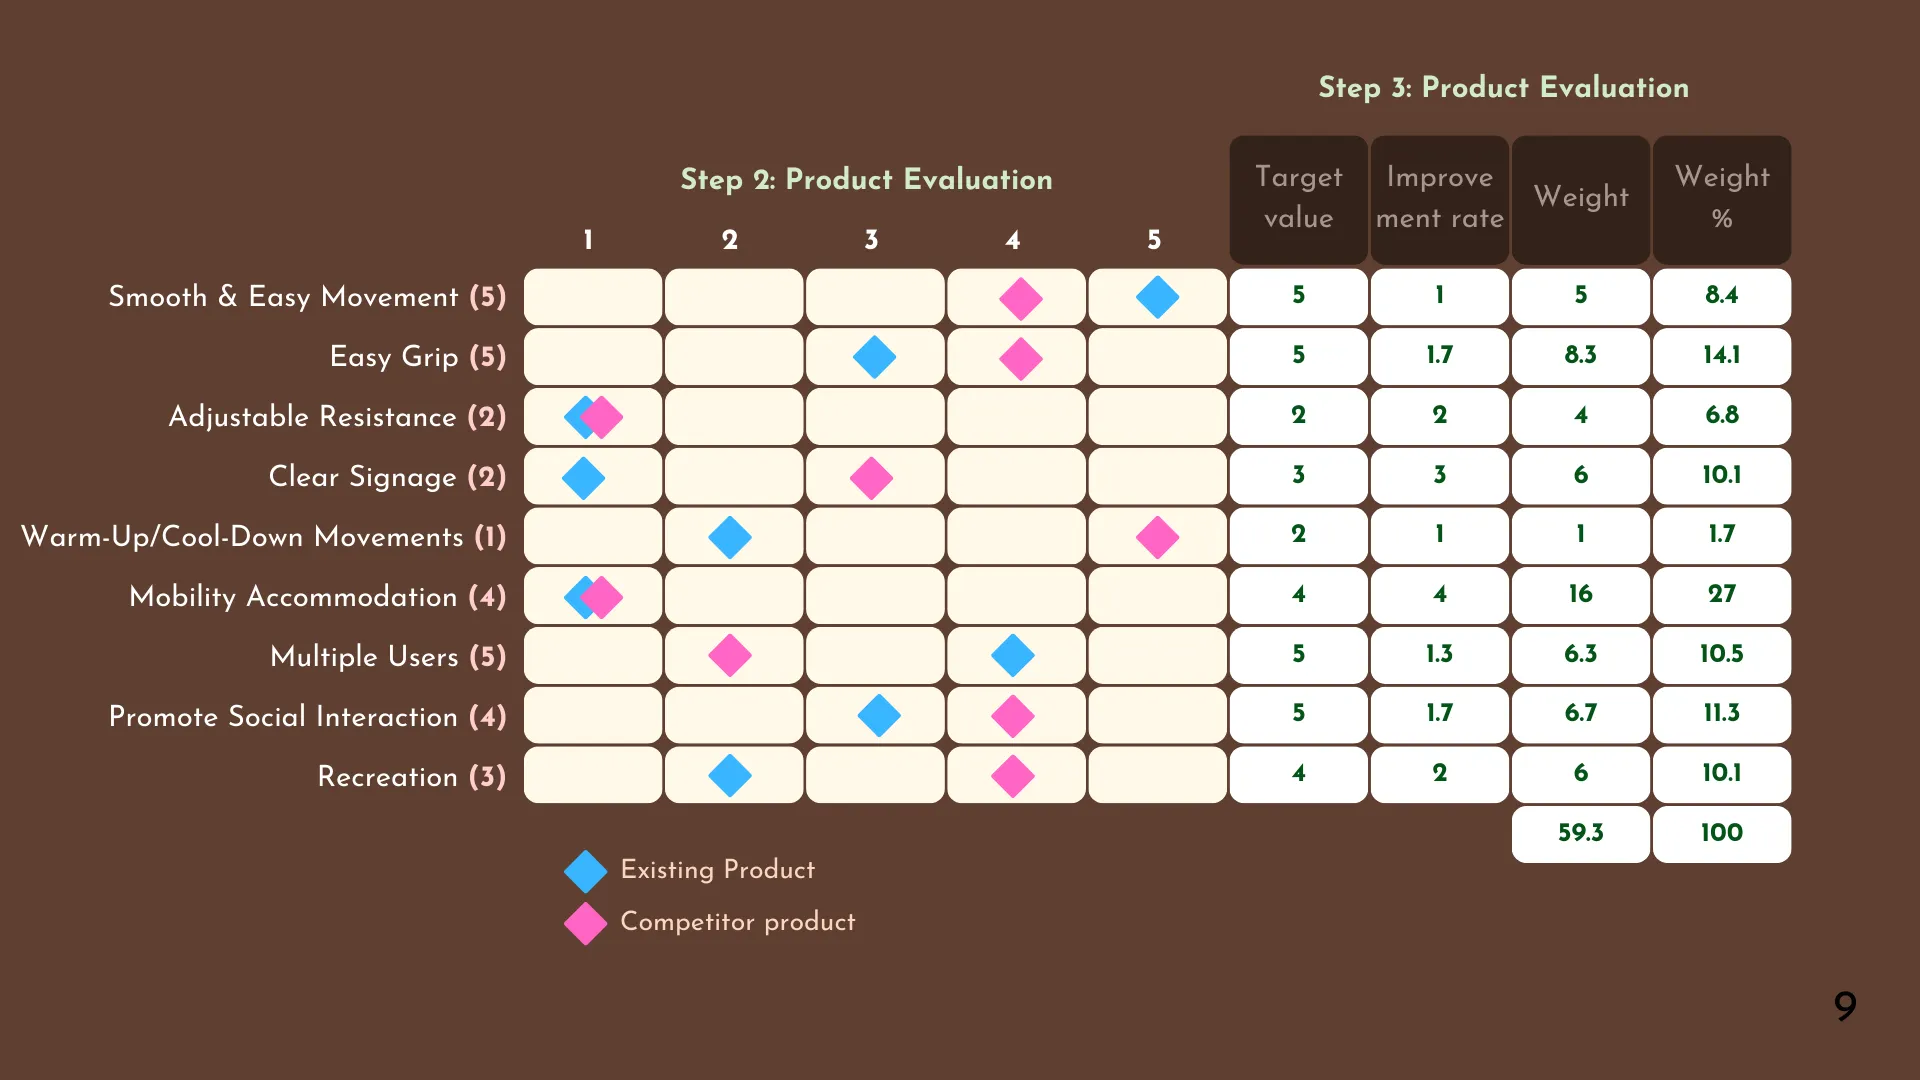 Step 3: Product Evaluation
Step 2: Product Evaluation
Target value
Improve ment rate
Weight
Weight %
1 2 3 4 5
Smooth & Easy Movement (5) 5 1 5 8.4
Easy Grip (5) 5 1.7 8.3 14.1
Adjustable Resistance (2) 2 2 4 6.8
Clear Signage (2) 3 3 6 10.1
Warm-Up/Cool-Down Movements (1) 2 1 1 1.7
Mobility Accommodation (4) 4 4 16 27
Multiple Users (5) 5 1.3 6.3 10.5
Promote Social Interaction (4) 5 1.7 6.7 11.3
Recreation (3) 4 2 6 10.1
59.3 100
Existing Product
Competitor product
9